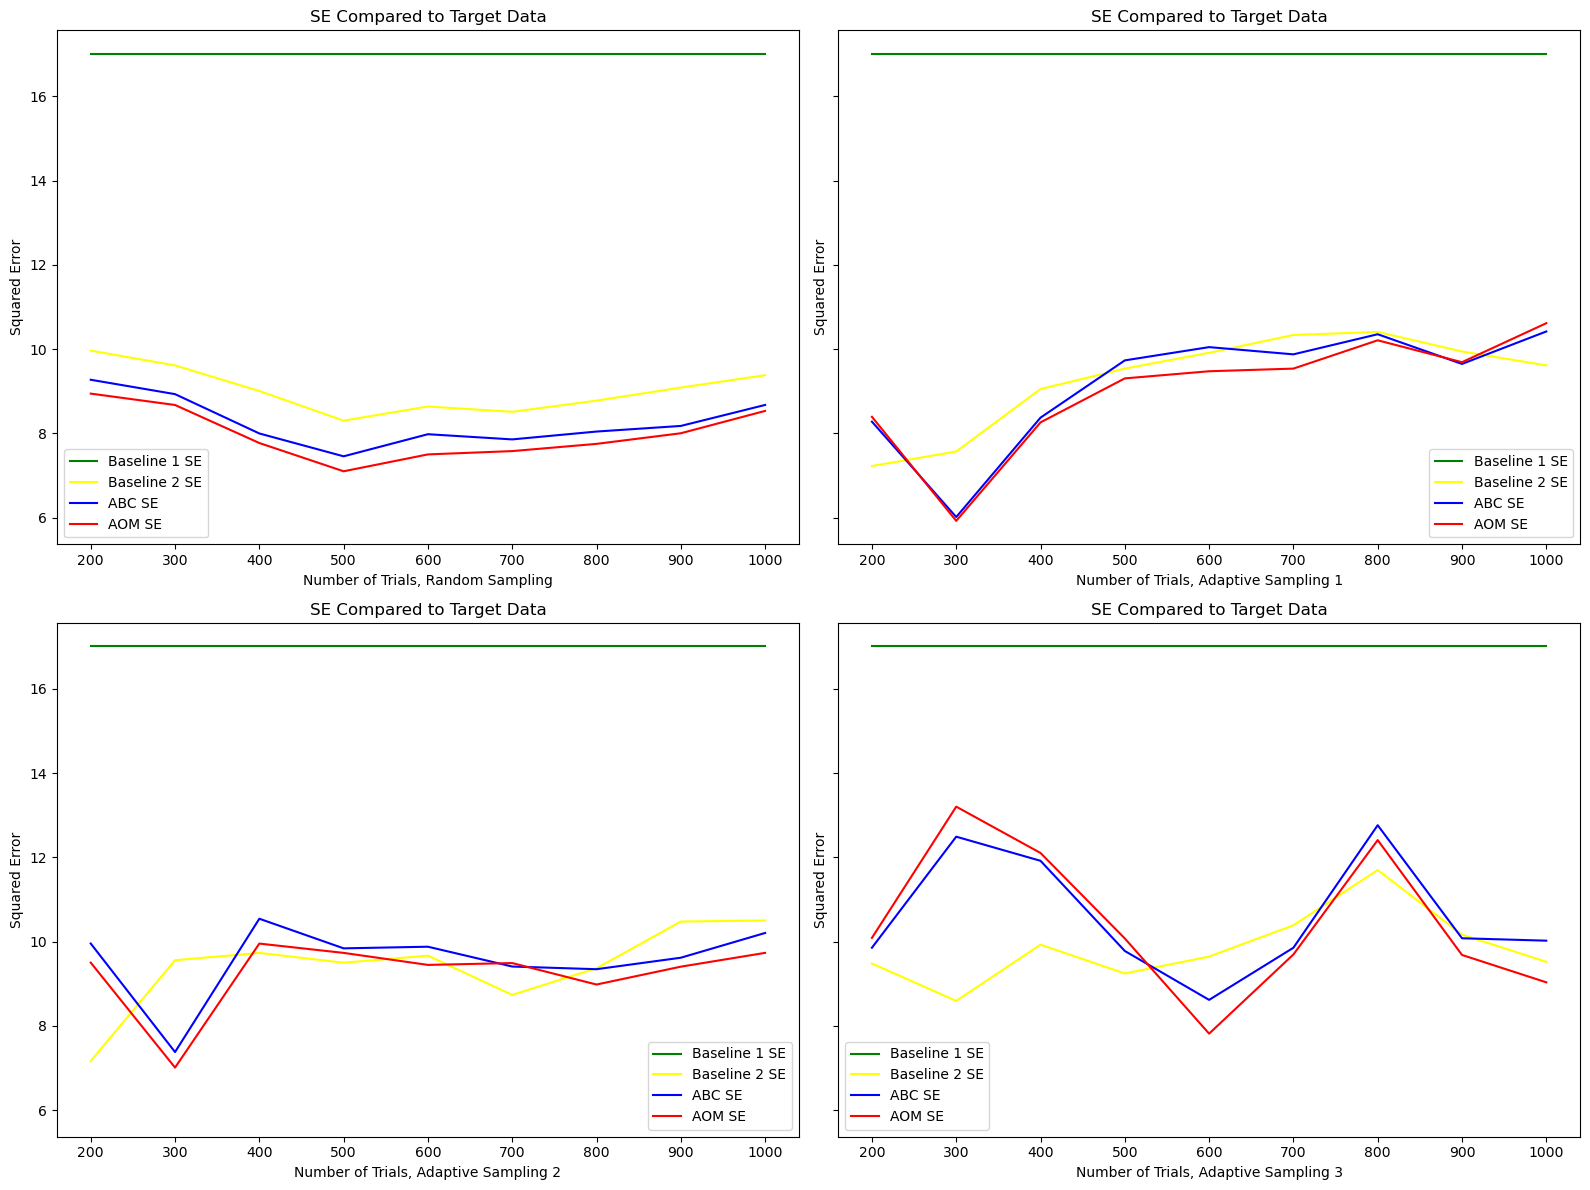 SE Compared to Target Data
Squared Error
16
14
12
10
8
6
Baseline 1 SE
Baseline 2 SE
ABC SE
AOM SE
200 300 400 500 600 700 800 900 1000
Number of Trials, Random Sampling
SE Compared to Target Data
Squared Error
Baseline 1 SE
Baseline 2 SE
ABC SE
AOM SE
200 300 400 500 600 700 800 900 1000
Number of Trials, Adaptive Sampling 1
SE Compared to Target Data
Squared Error
16
14
12
10
8
6
Baseline 1 SE
Baseline 2 SE
ABC SE
AOM SE
200 300 400 500 600 700 800 900 1000
Number of Trials, Adaptive Sampling 2
SE Compared to Target Data
Squared Error
Baseline 1 SE
Baseline 2 SE
ABC SE
AOM SE
200 300 400 500 600 700 800 900 1000
Number of Trials, Adaptive Sampling 3